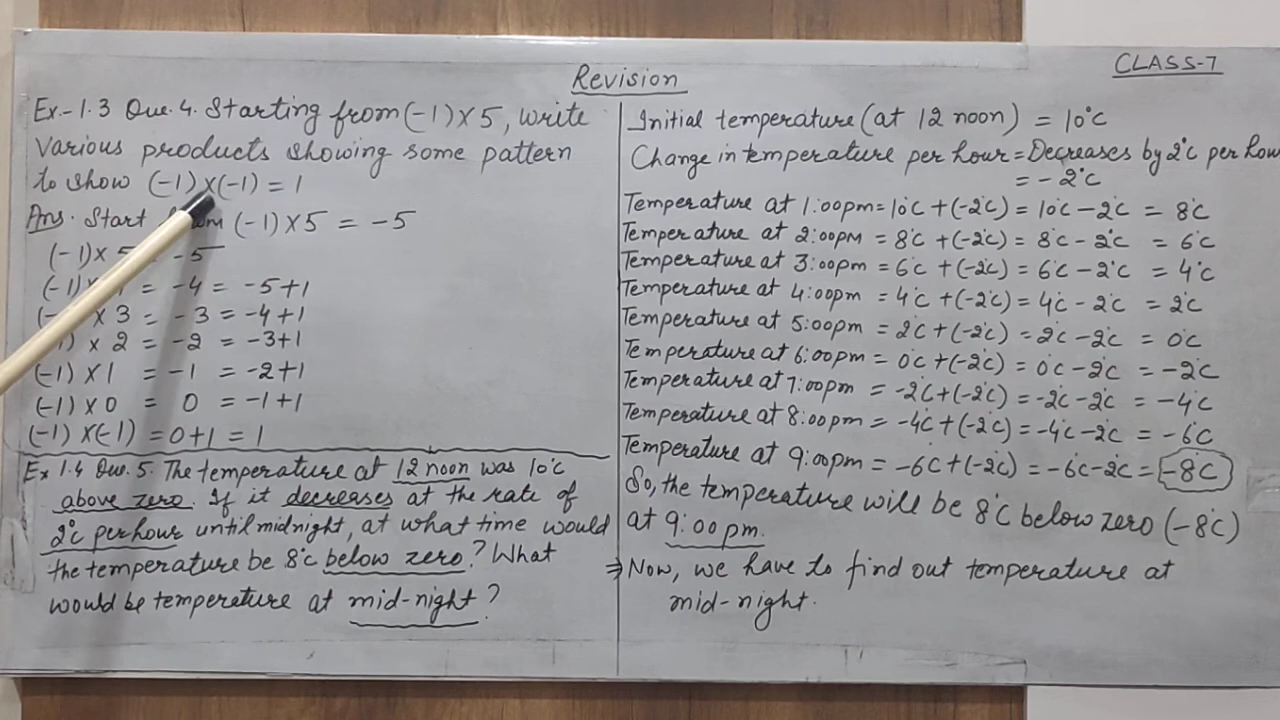 CLASS-7
Revision
Ex-1.3 Que.4. Starting from (-1)×5, write
various products showing some pattern
to show (-1)×(-1) = 1
Ans. Start (-1)×5 = -5
(-1)× = -5
= -4 = -5+1
× 3 = -3 = -4+1
× 2 = -2 = -3+1
(-1) ×1 = -1 = -2+1
(-1) ×0 = 0 = -1+1
(-1) ×(-1) = 0+1 = 1
Ex 1.4 Que. 5. The temperature at 12 noon was 10°c
above zero. If it decreases at the rate of
2°c per hour until midnight, at what time would
the temperature be 8°c below zero? What
would be temperature at mid-night?
Initial temperature (at 12 noon) = 10°c
Change in temperature per hour = Decreases by 2°c per hour
= -2°c
Temperature at 1:00pm = 10°c + (-2°c) = 10°c - 2°c = 8°c
Temperature at 2:00pm = 8°c + (-2°c) = 8°c - 2°c = 6°c
Temperature at 3:00pm = 6°c + (-2°c) = 6°c - 2°c = 4°c
Temperature at 4:00pm = 4°c + (-2°c) = 4°c - 2°c = 2°c
Temperature at 5:00pm = 2°c + (-2°c) = 2°c - 2°c = 0°c
Temperature at 6:00pm = 0°c + (-2°c) = 0°c - 2°c = -2°c
Temperature at 7:00pm = -2°c + (-2°c) = -2°c - 2°c = -4°c
Temperature at 8:00pm = -4°c + (-2°c) = -4°c - 2°c = -6°c
Temperature at 9:00pm = -6°c + (-2°c) = -6°c - 2°c = -8°c
So, the temperature will be 8°c below zero (-8°c)
at 9:00 pm.
⇒ Now, we have to find out temperature at
mid-night.